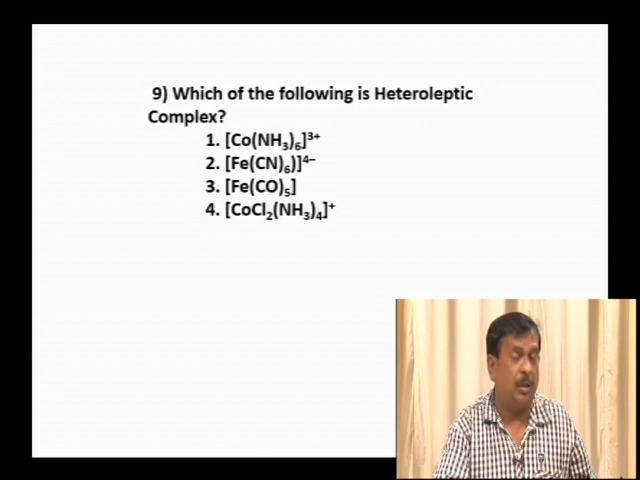 9) Which of the following is Heteroleptic
Complex?
1. [Co(NH₃)₆]³⁺
2. [Fe(CN)₆)]⁴⁻
3. [Fe(CO)₅]
4. [CoCl₂(NH₃)₄]⁺